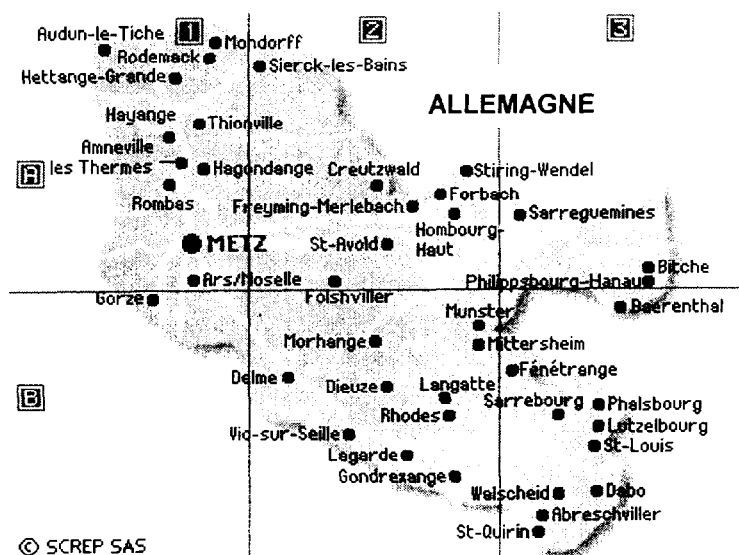 1
2
3
Audun-le-Tiche
Mondorff
Rodemack
Sierck-les-Bains
Hettange-Grande
ALLEMAGNE
Hayange
Thionville
Amneville
les Thermes
Hagondange
Creutzwald
Stiring-Wendel
A
Forbach
Rombas
Freyming-Merlebach
Sarreguemines
Hombourg-
Haut
METZ
St-Avold
Bitche
Ars/Moselle
Philippsbourg-Hanau
Gorze
Folshviller
Munster
Baerenthal
Morhange
Mittersheim
Fénétrange
Delme
Dieuze
Langatte
Sarrebourg
Phalsbourg
B
Rhodes
Lutzelbourg
Vic-sur-Seille
St-Louis
Lagarde
Gondrexange
Walscheid
Dabo
Abreschviller
St-Quirin
© SCREP SAS